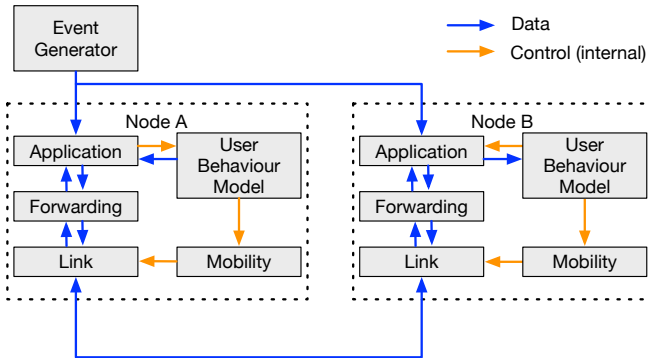 Event
Generator
Data
Control (internal)
Node A
Application
User
Behaviour
Model
Forwarding
Link
Mobility
Node B
Application
User
Behaviour
Model
Forwarding
Link
Mobility